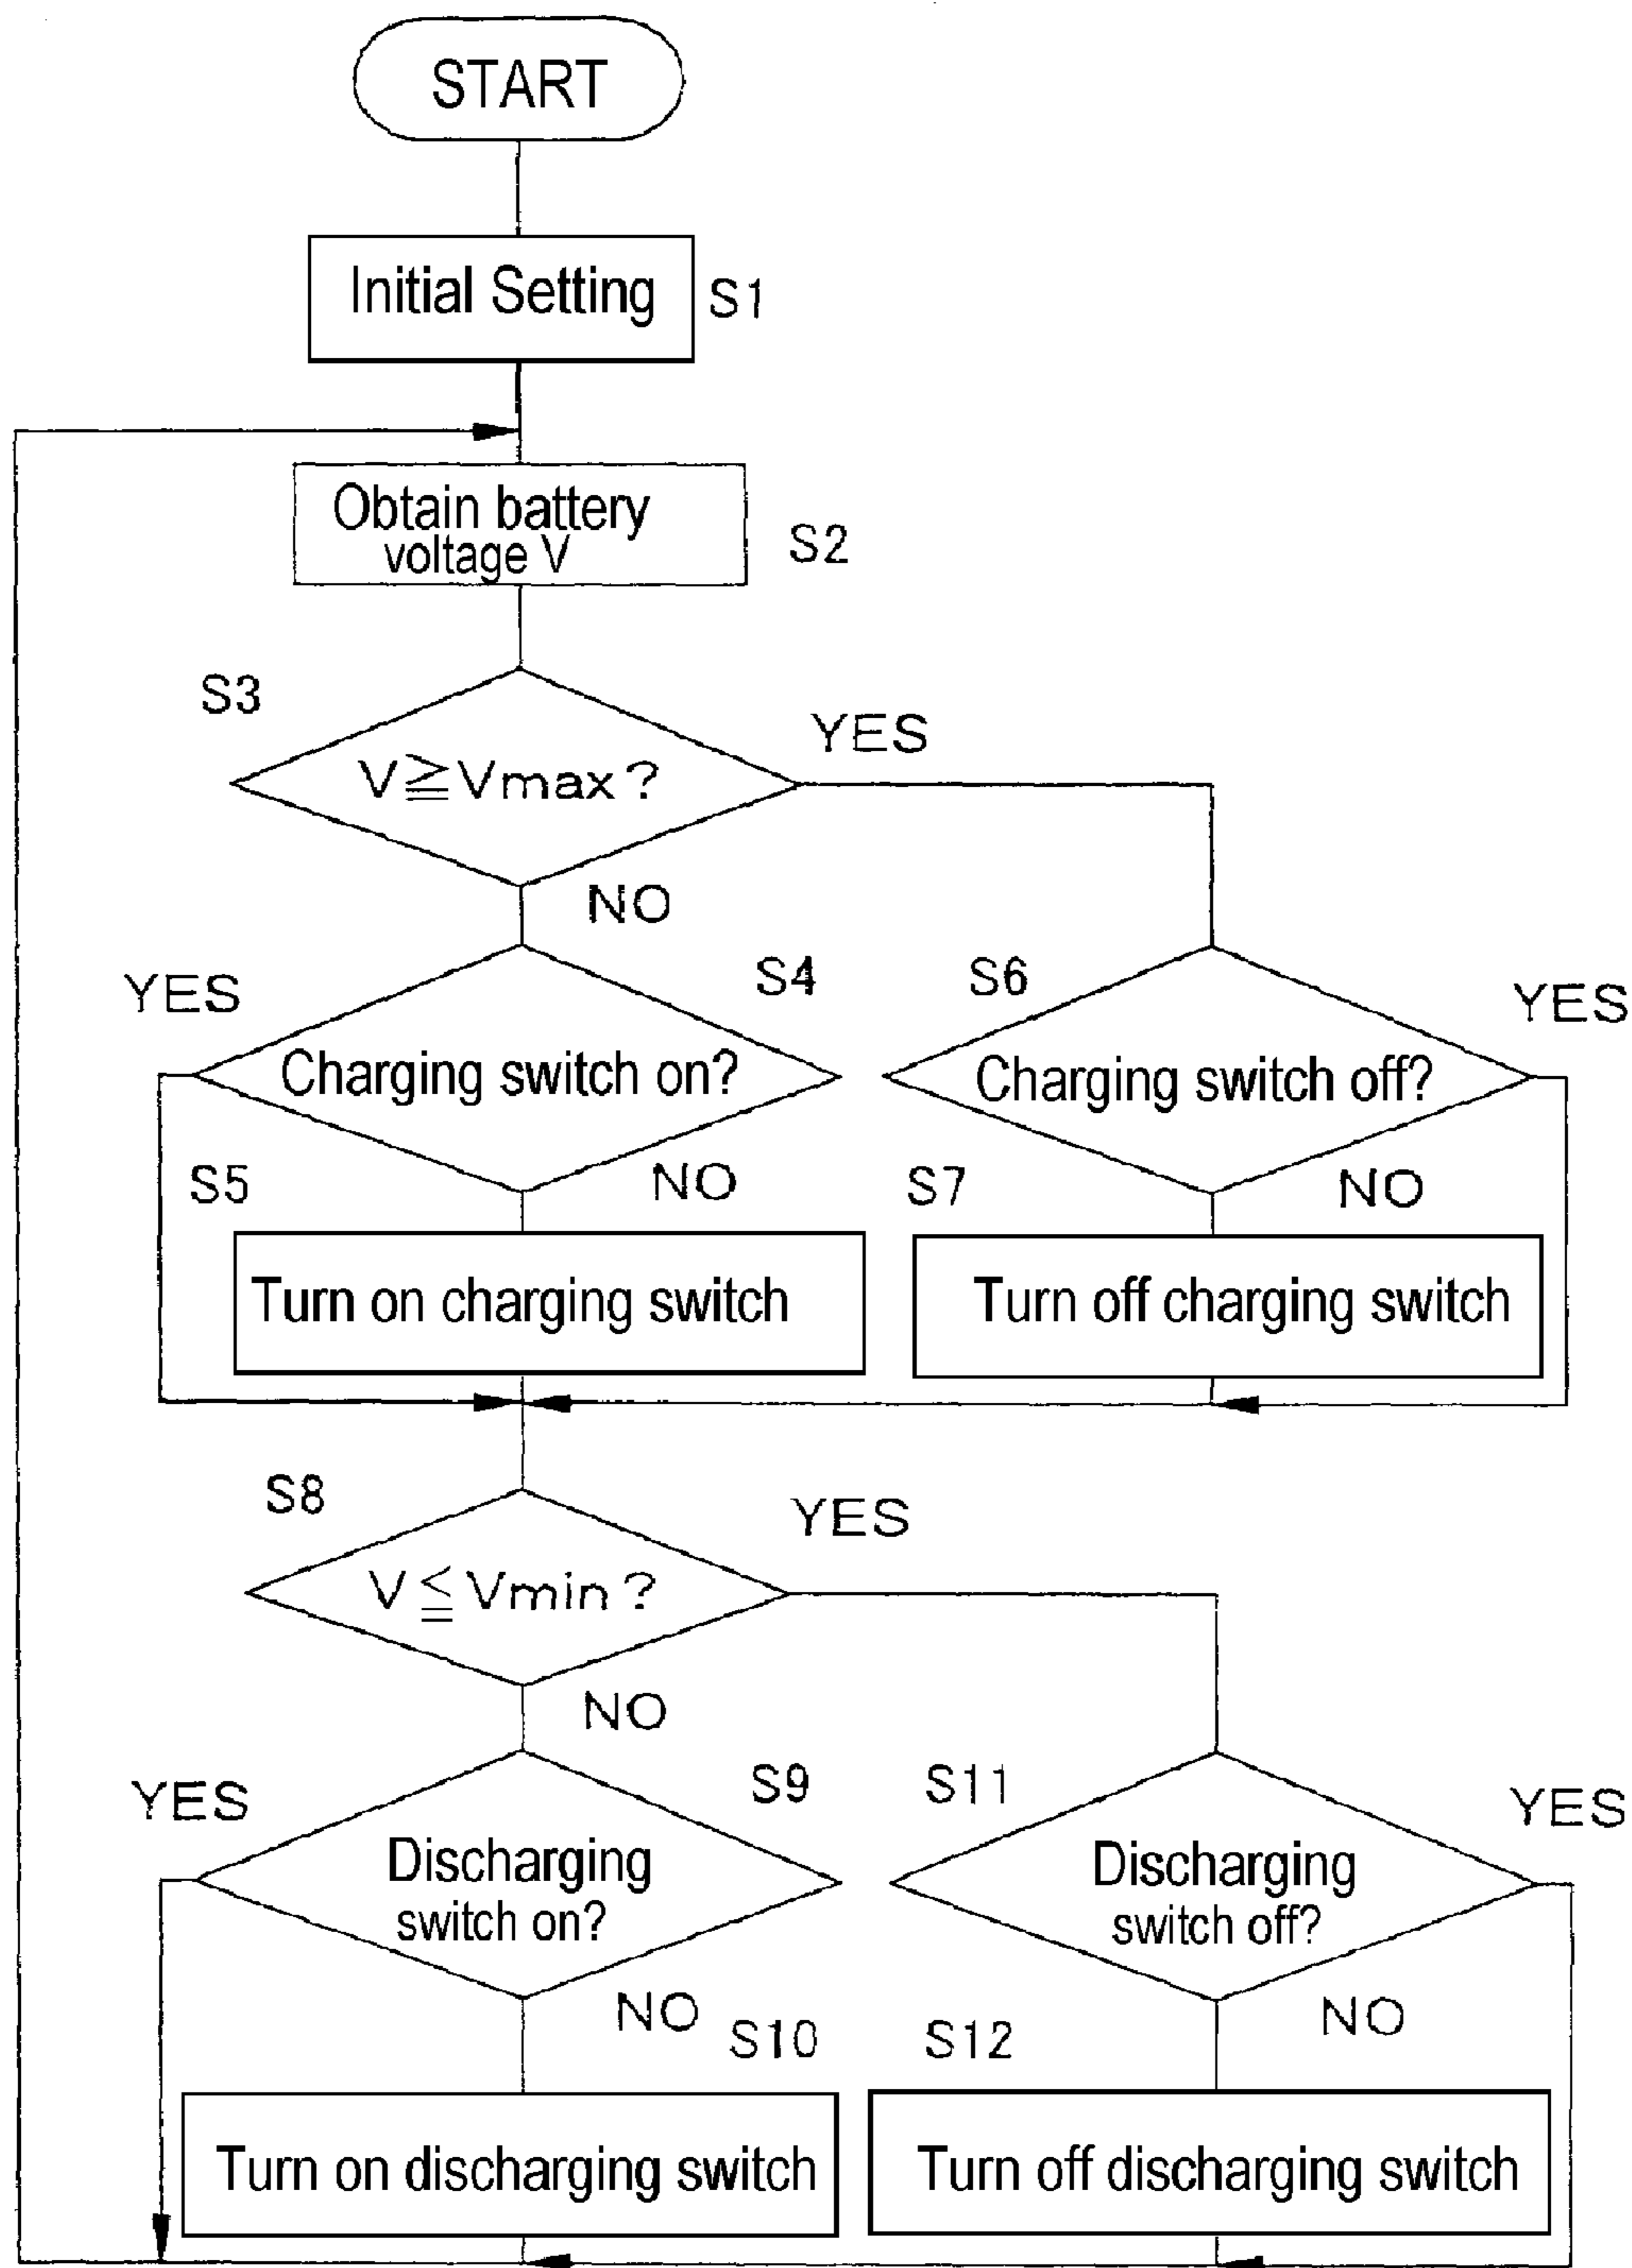 START
Initial Setting
S1
Obtain battery
voltage V
S2
S3
V≧Vmax?
YES
NO
YES
S4
S6
YES
Charging switch on?
Charging switch off?
S5
NO
S7
NO
Turn on charging switch
Turn off charging switch
S8
YES
V≦Vmin?
NO
YES
S9
S11
YES
Discharging
switch on?
Discharging
switch off?
NO
S10
S12
NO
Turn on discharging switch
Turn off discharging switch